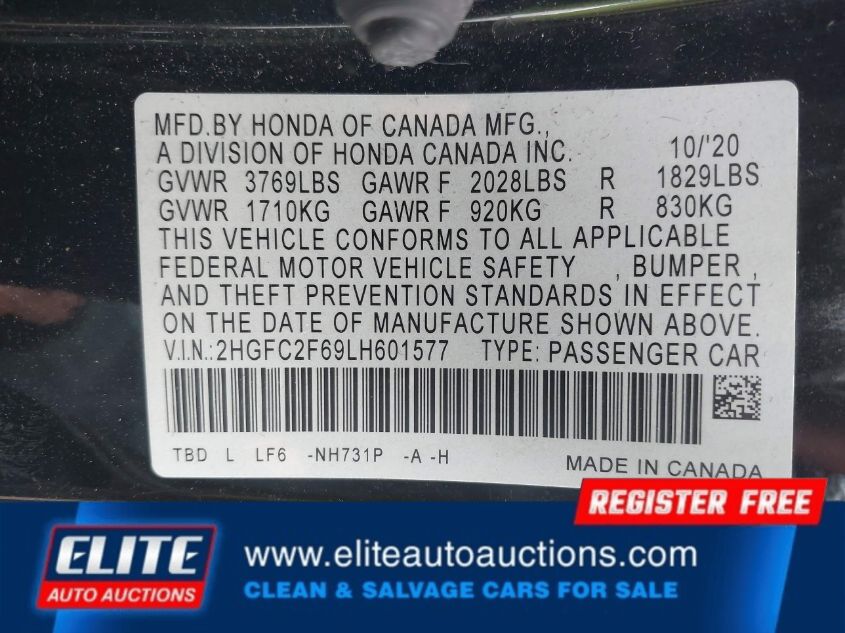 MFD.BY HONDA OF CANADA MFG.,
A DIVISION OF HONDA CANADA INC. 10/'20
GVWR 3769LBS GAWR F 2028LBS R 1829LBS
GVWR 1710KG GAWR F 920KG R 830KG
THIS VEHICLE CONFORMS TO ALL APPLICABLE
FEDERAL MOTOR VEHICLE SAFETY , BUMPER ,
AND THEFT PREVENTION STANDARDS IN EFFECT
ON THE DATE OF MANUFACTURE SHOWN ABOVE.
V.I.N.:2HGFC2F69LH601577 TYPE: PASSENGER CAR
TBD L LF6 -NH731P -A -H
MADE IN CANADA
REGISTER FREE
ELITE
AUTO AUCTIONS
www.eliteautoauctions.com
CLEAN & SALVAGE CARS FOR SALE